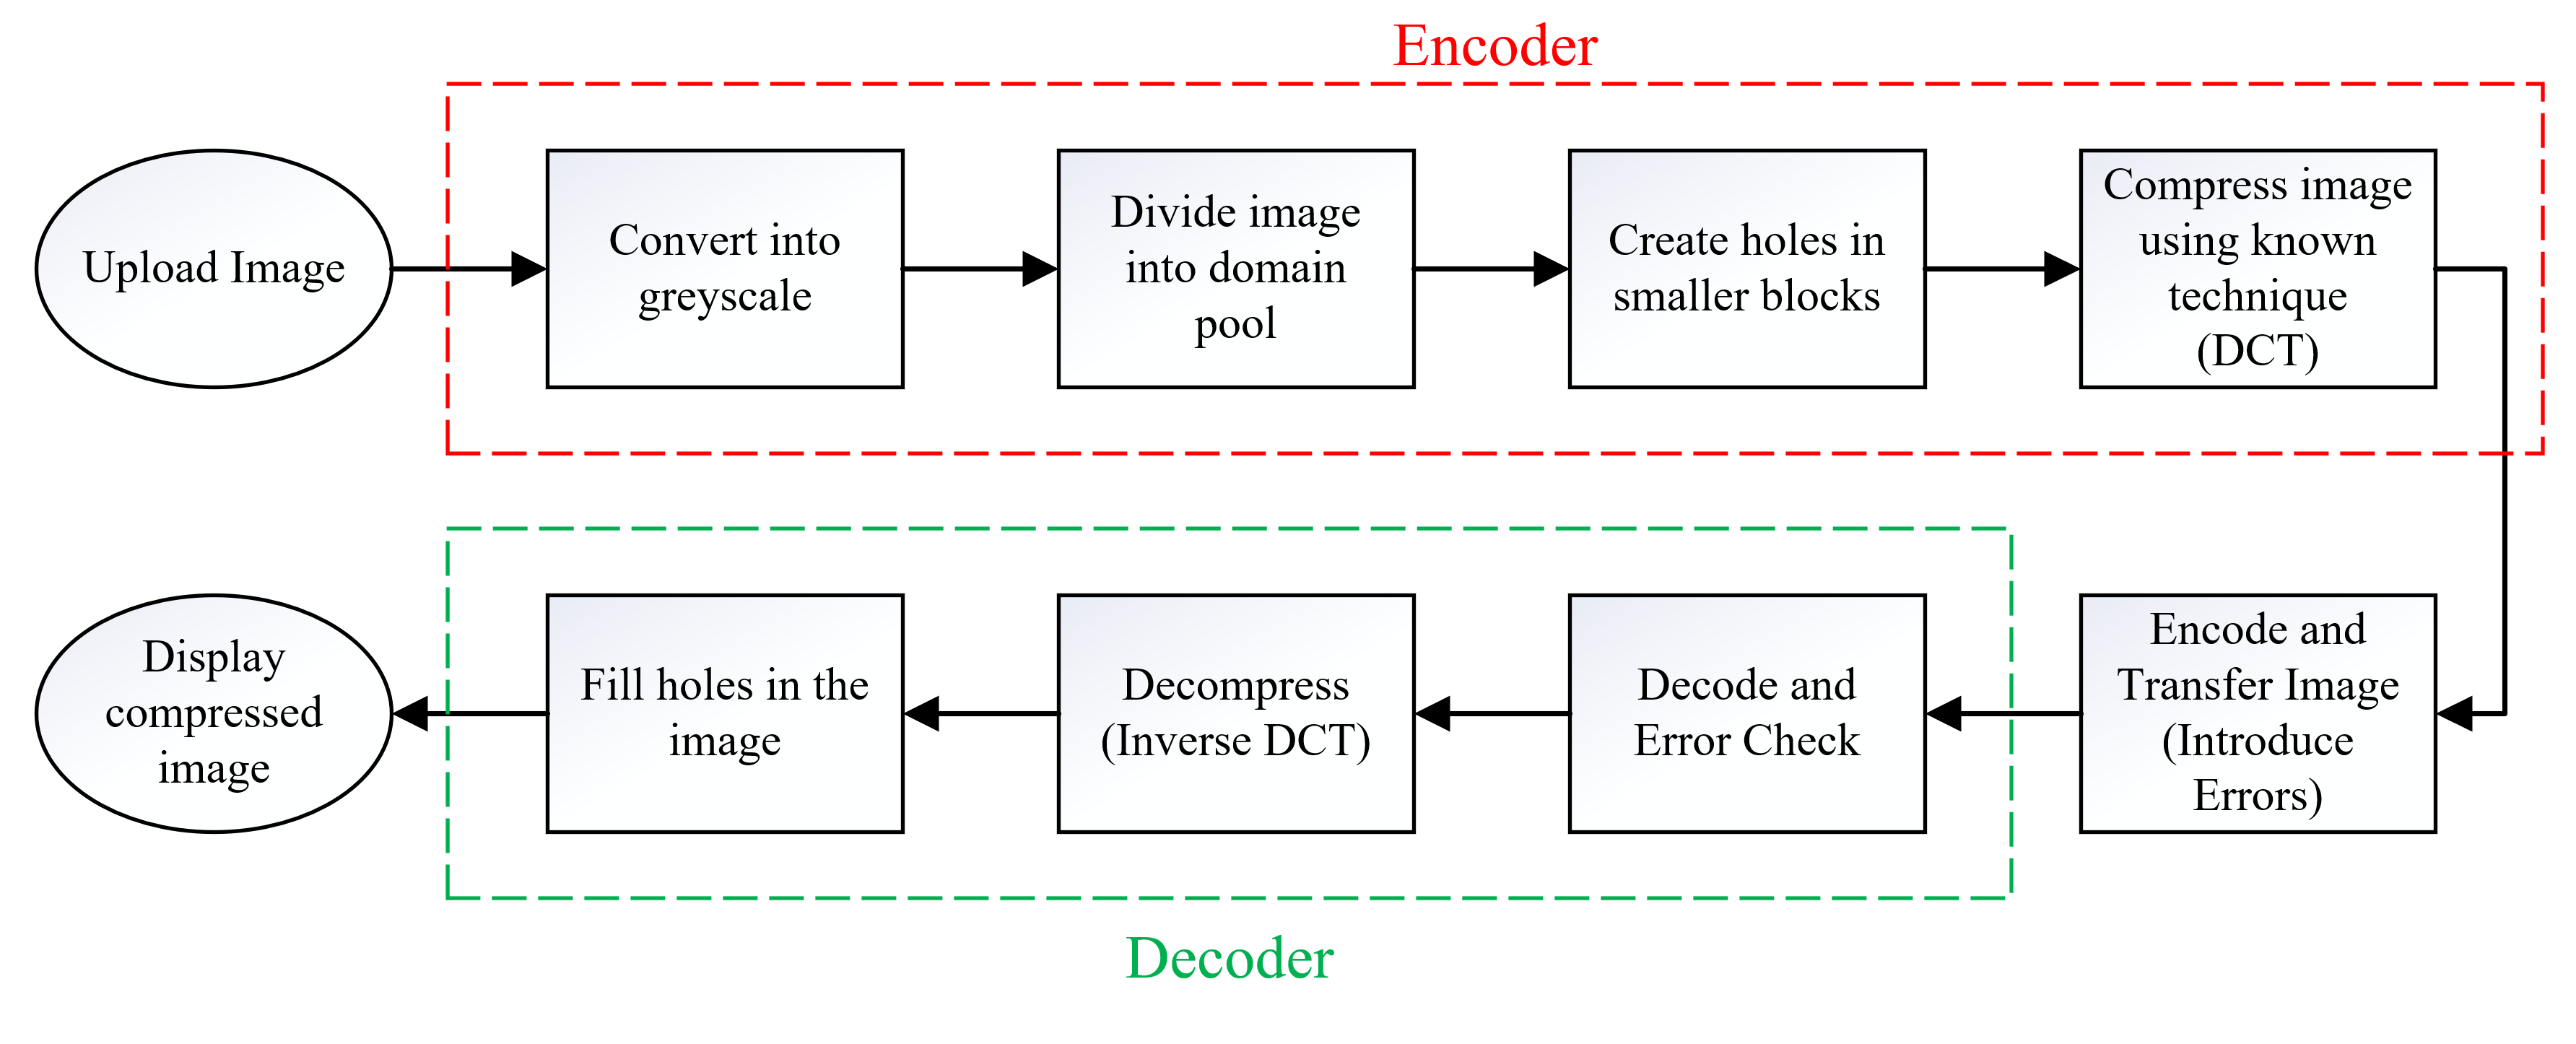 Encoder
Upload Image
Convert into
greyscale
Divide image
into domain
pool
Create holes in
smaller blocks
Compress image
using known
technique
(DCT)
Encode and
Transfer Image
(Introduce
Errors)
Decode and
Error Check
Decompress
(Inverse DCT)
Fill holes in the
image
Display
compressed
image
Decoder